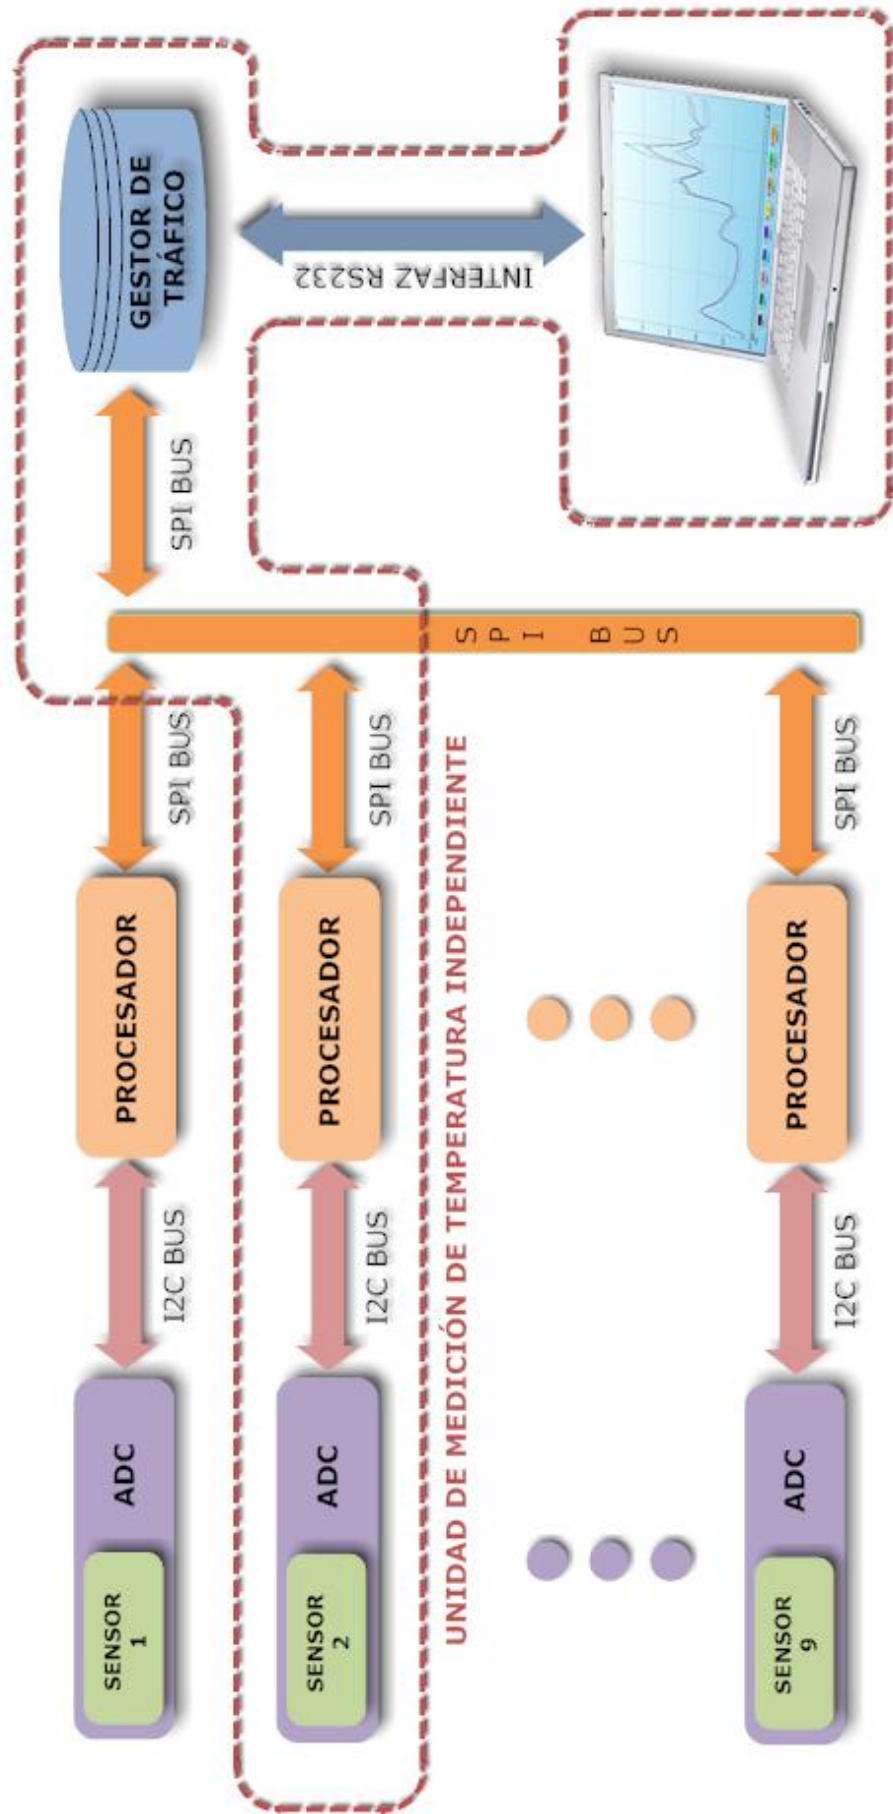 SENSOR
1
ADC
I2C BUS
PROCESADOR
SPI BUS
SPI BUS
GESTOR DE
TRÁFICO
SENSOR
2
ADC
I2C BUS
PROCESADOR
SPI BUS
SPI BUS
INTERFAZ RS232
UNIDAD DE MEDICIÓN DE TEMPERATURA INDEPENDIENTE
SENSOR
9
ADC
I2C BUS
PROCESADOR
SPI BUS